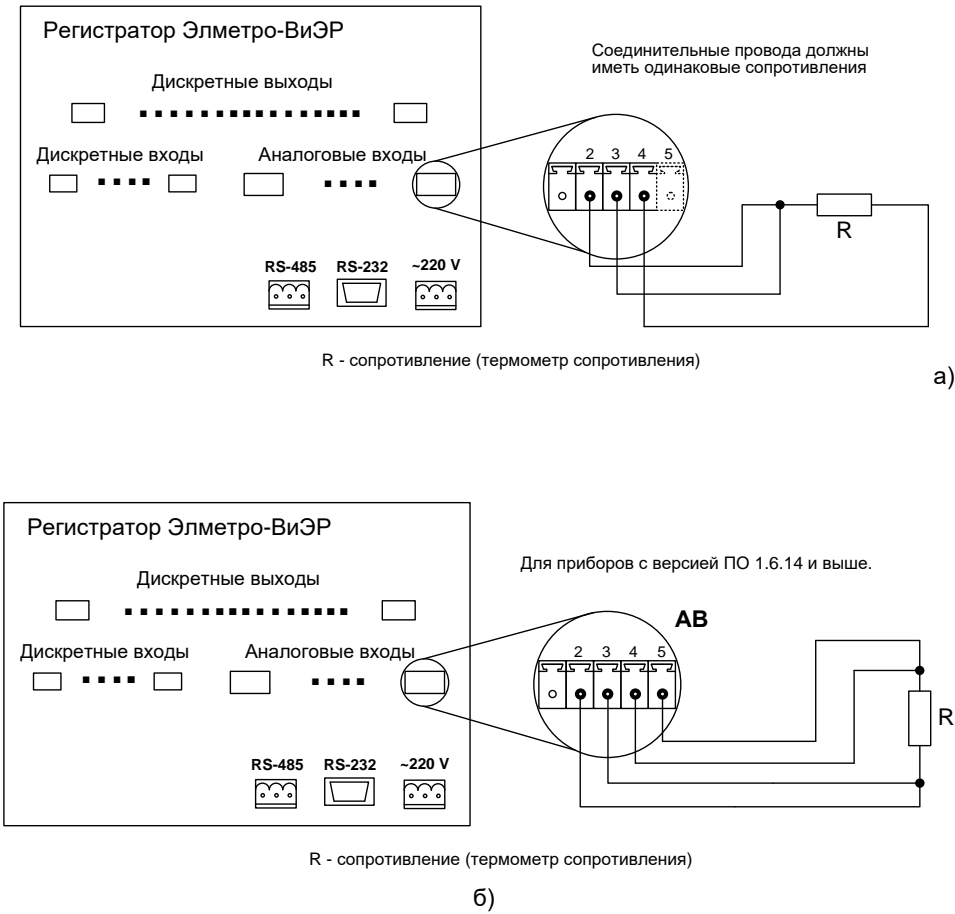 Регистратор Элметро-ВиЭР
Соединительные провода должны
иметь одинаковые сопротивления
Дискретные выходы
Дискретные входы
Аналоговые входы
2 3 4 5
R
RS-485 RS-232 ~220 V
R - сопротивление (термометр сопротивления)
а)
Регистратор Элметро-ВиЭР
Для приборов с версией ПО 1.6.14 и выше.
Дискретные выходы
АВ
Дискретные входы
Аналоговые входы
2 3 4 5
R
RS-485 RS-232 ~220 V
R - сопротивление (термометр сопротивления)
б)